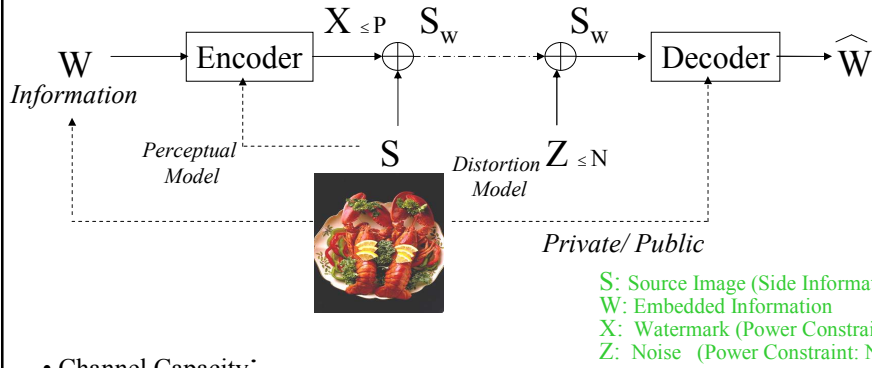 X ≤ P S_w S_w
W Encoder Decoder Ŵ
Information
Perceptual Model S Distortion Model Z ≤ N
Private/ Public
S: Source Image (Side Informa
W: Embedded Information
X: Watermark (Power Constrai
Z: Noise (Power Constraint: N
• Channel Capacity: